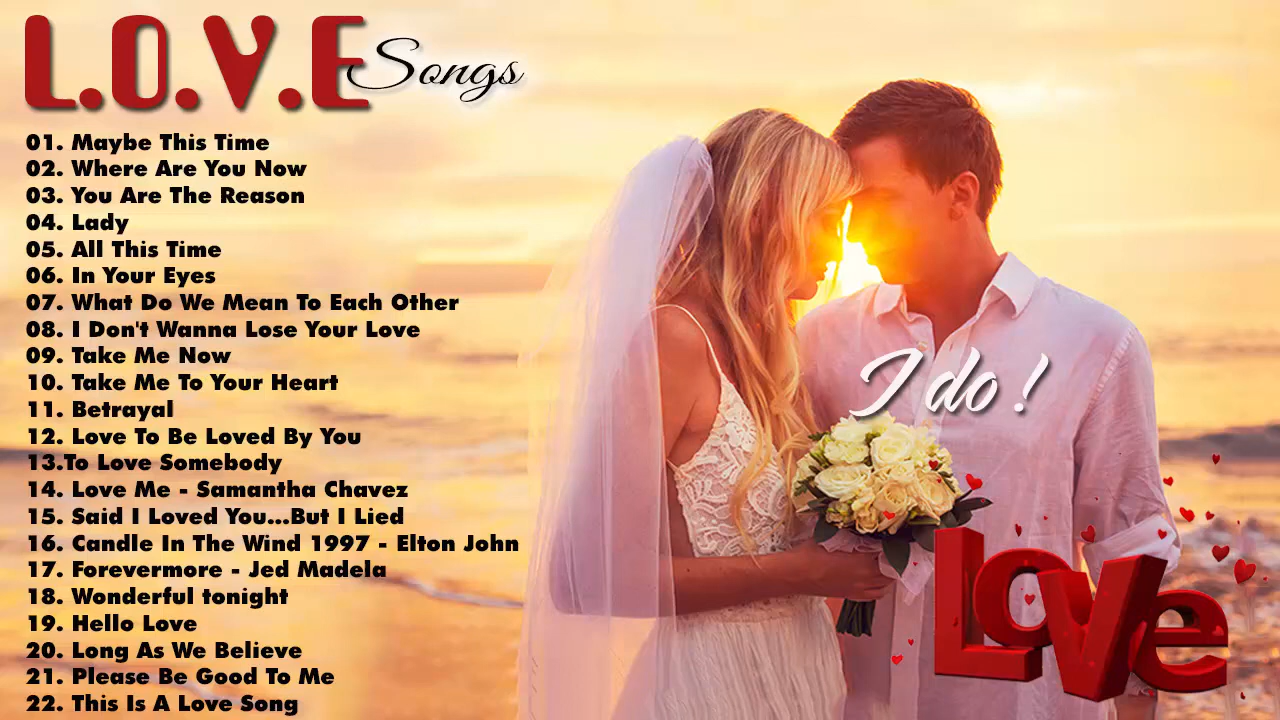 L.O.V.E Songs
01. Maybe This Time
02. Where Are You Now
03. You Are The Reason
04. Lady
05. All This Time
06. In Your Eyes
07. What Do We Mean To Each Other
08. I Don't Wanna Lose Your Love
09. Take Me Now
10. Take Me To Your Heart
11. Betrayal
12. Love To Be Loved By You
13.To Love Somebody
14. Love Me - Samantha Chavez
15. Said I Loved You...But I Lied
16. Candle In The Wind 1997 - Elton John
17. Forevermore - Jed Madela
18. Wonderful tonight
19. Hello Love
20. Long As We Believe
21. Please Be Good To Me
22. This Is A Love Song
I do !
Love